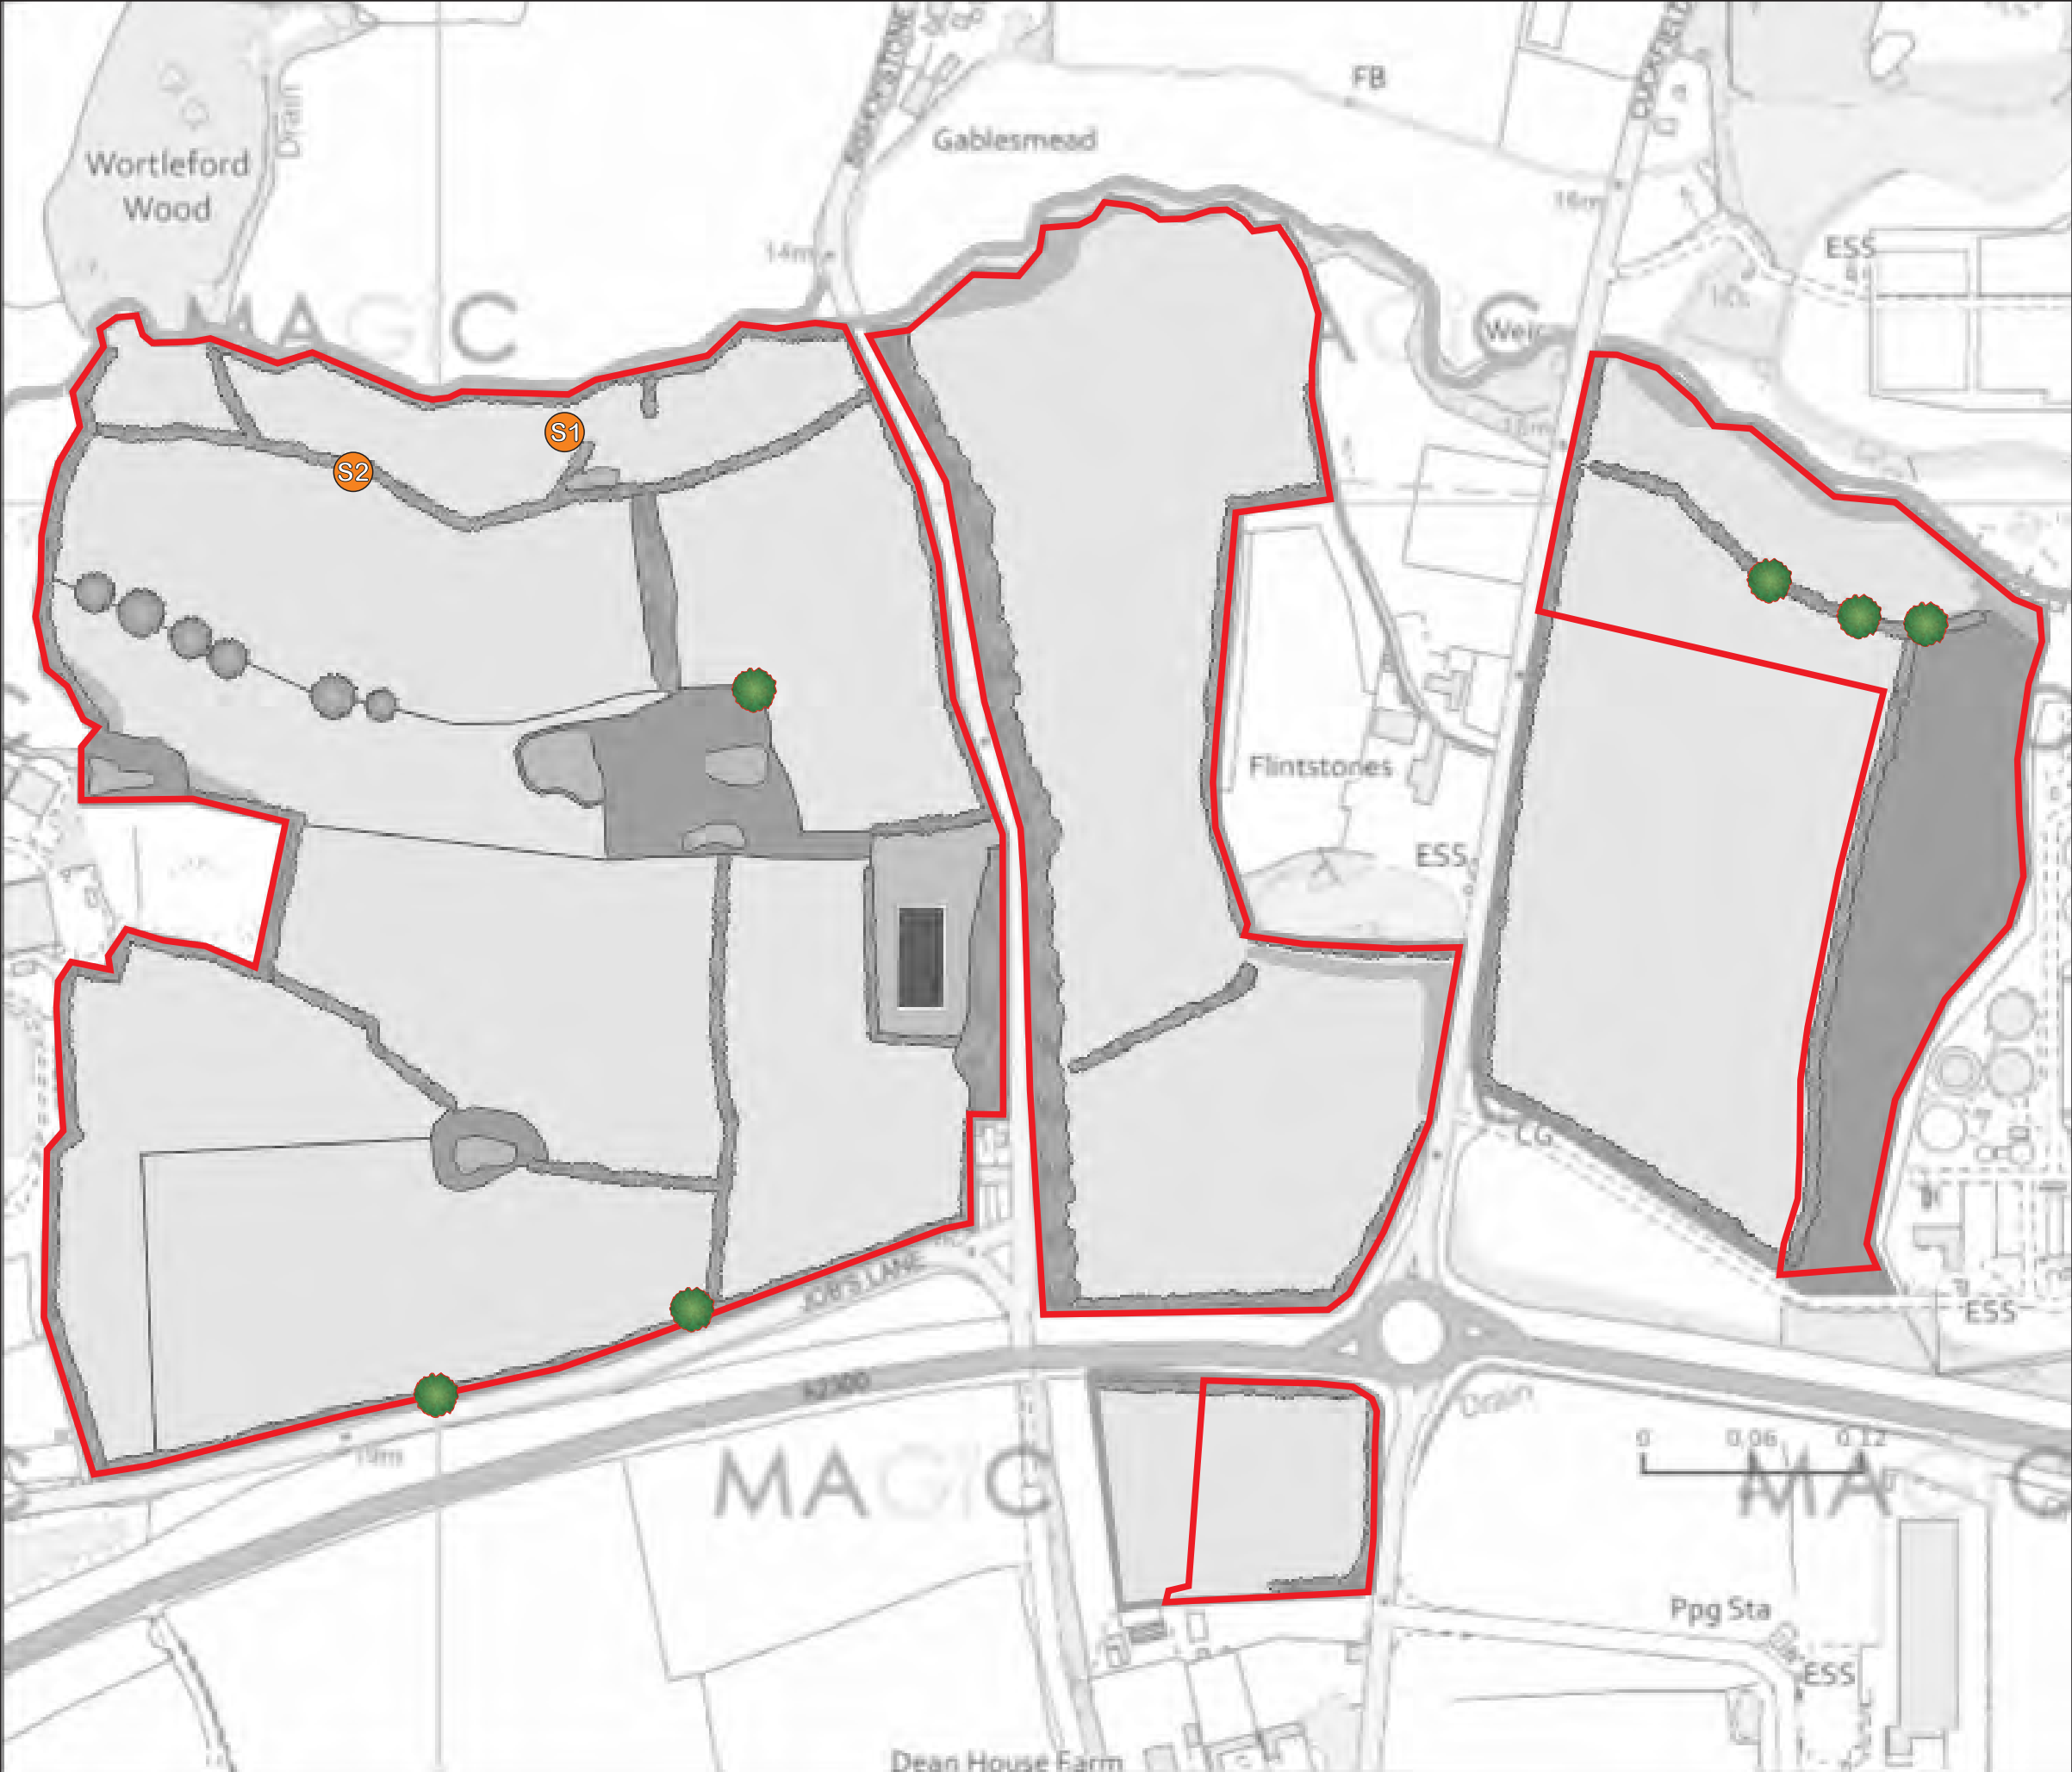 FB
Gablesmead
Drain
Wortleford
Wood
16m
ESS
14m
MAGIC
MAGIC
Weir
S1
15m
S2
Flintstones
ESS
CG
ESS
JOB'S LANE
A2300
Drain
19m
0 0.06 0.12
MAGIC
Ppg Sta
ESS
Dean House Farm